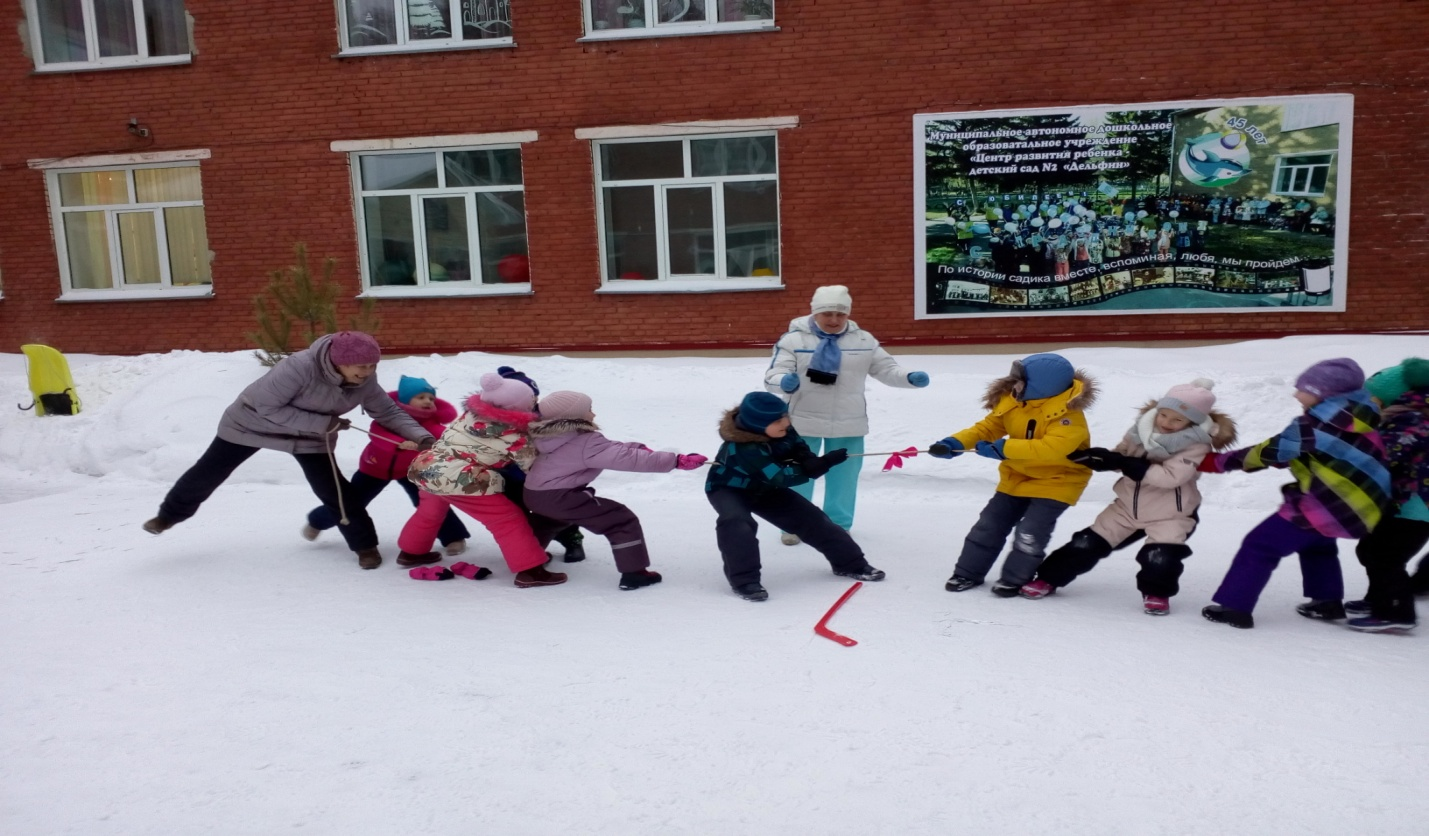 Муниципальное автономное дошкольное
образовательное учреждение
«Центр развития ребенка
детский сад №2 «Дельфин»
45 лет
По истории садика вместе, вспоминая, любя, мы пройдем...